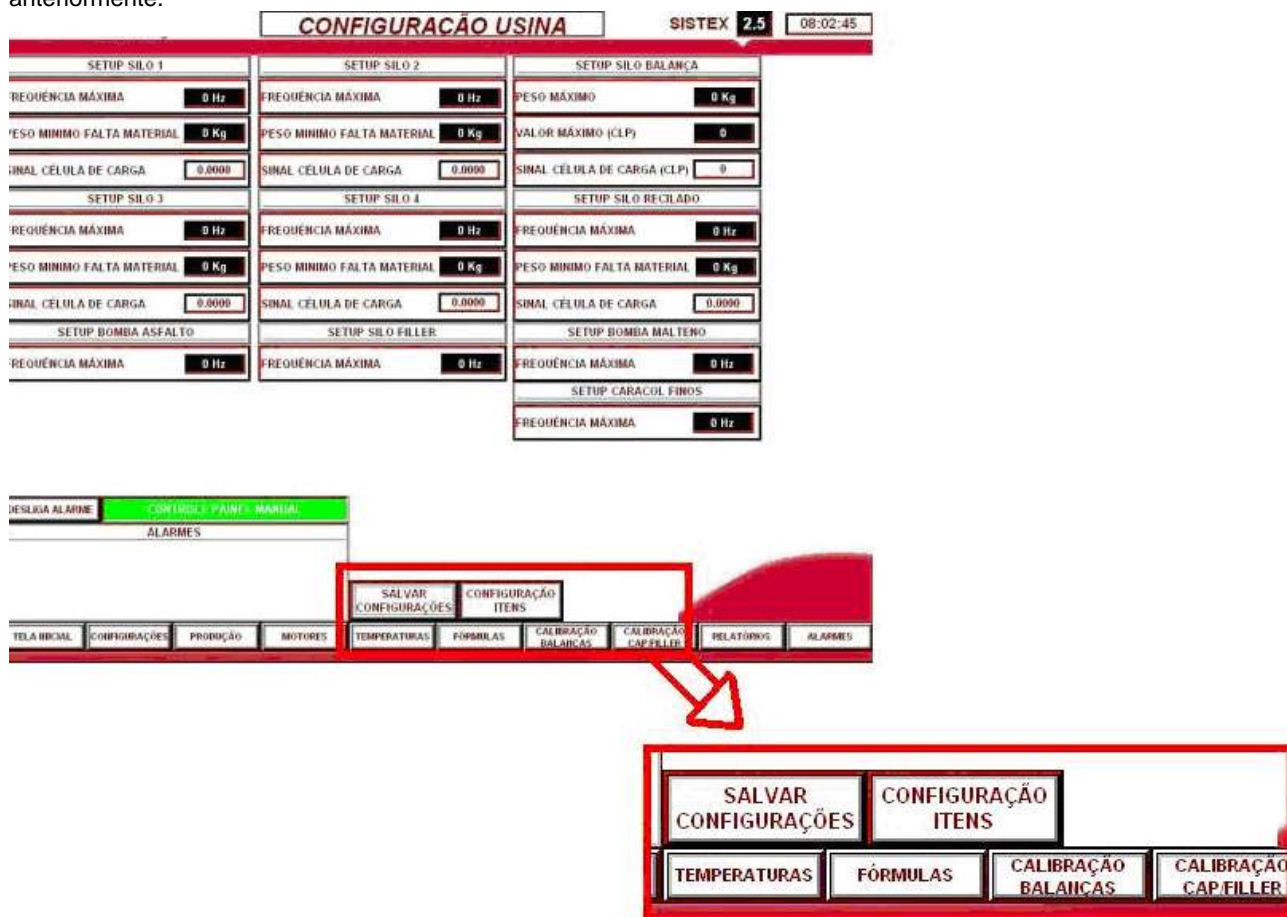 anteriormente.
CONFIGURAÇÃO USINA
SISTEX 2.5 08:02:45
SETUP SILO 1
FREQUÊNCIA MÁXIMA 0 Hz
PESO MINIMO FALTA MATERIAL 0 Kg
SINAL CÉLULA DE CARGA 0.0000
SETUP SILO 2
FREQUÊNCIA MÁXIMA 0 Hz
PESO MINIMO FALTA MATERIAL 0 Kg
SINAL CÉLULA DE CARGA 0.0000
SETUP SILO BALANÇA
PESO MÁXIMO 0 Kg
VALOR MÁXIMO (CLP) 0
SINAL CÉLULA DE CARGA (CLP) 0
SETUP SILO 3
FREQUÊNCIA MÁXIMA 0 Hz
PESO MINIMO FALTA MATERIAL 0 Kg
SINAL CÉLULA DE CARGA 0.0000
SETUP SILO 4
FREQUÊNCIA MÁXIMA 0 Hz
PESO MINIMO FALTA MATERIAL 0 Kg
SINAL CÉLULA DE CARGA 0.0000
SETUP SILO RECILADO
FREQUÊNCIA MÁXIMA 0 Hz
PESO MINIMO FALTA MATERIAL 0 Kg
SINAL CÉLULA DE CARGA 0.0000
SETUP BOMBA ASFALTO
FREQUÊNCIA MÁXIMA 0 Hz
SETUP SILO FILLER
FREQUÊNCIA MÁXIMA 0 Hz
SETUP BOMBA MALTENO
FREQUÊNCIA MÁXIMA 0 Hz
SETUP CARACOL FINOS
FREQUÊNCIA MÁXIMA 0 Hz
DESLIGA ALARME
CONTROLE PAINEL MANUAL
ALARMES
SALVAR
CONFIGURAÇÕES
CONFIGURAÇÃO
ITENS
TELA INICIAL
CONFIGURAÇÕES
PRODUÇÃO
MOTORES
TEMPERATURAS
FÓRMULAS
CALIBRAÇÃO
BALANÇAS
CALIBRAÇÃO
CAP/FILLER
RELATÓRIOS
ALARMES
SALVAR
CONFIGURAÇÕES
CONFIGURAÇÃO
ITENS
TEMPERATURAS
FÓRMULAS
CALIBRAÇÃO
BALANÇAS
CALIBRAÇÃO
CAP/FILLER